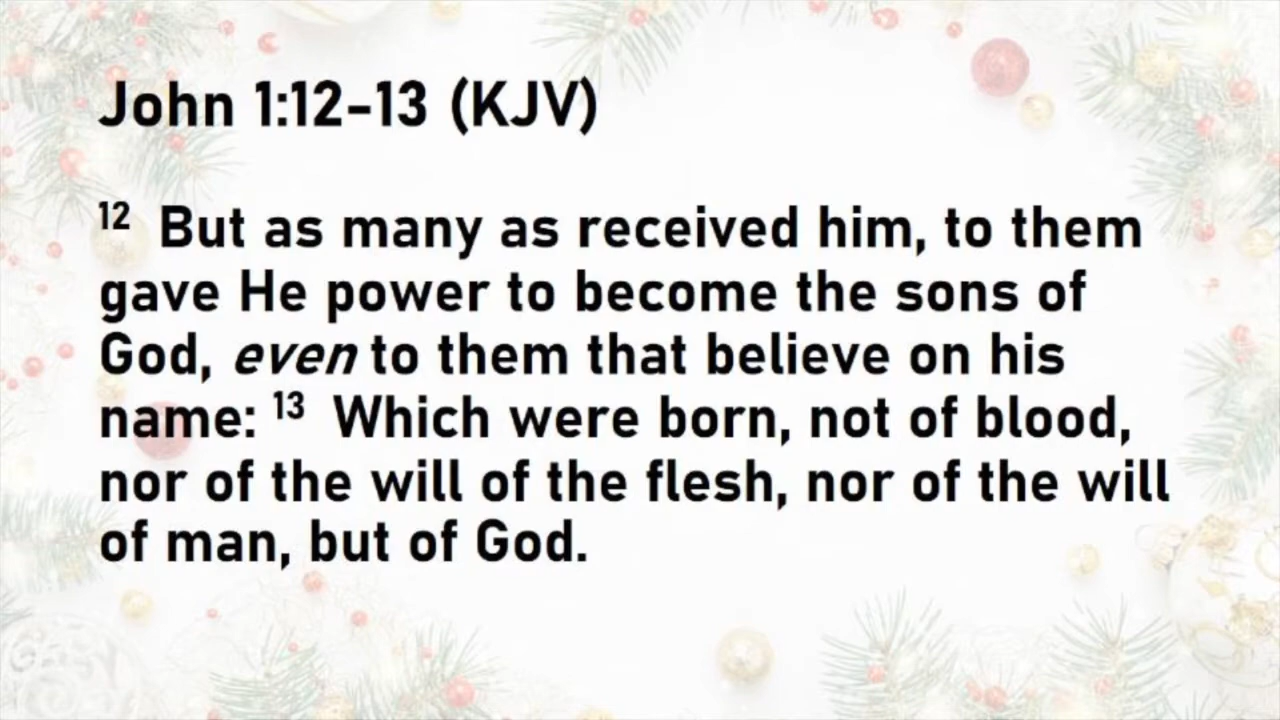 John 1:12-13 (KJV)
12 But as many as received him, to them
gave He power to become the sons of
God, even to them that believe on his
name: 13 Which were born, not of blood,
nor of the will of the flesh, nor of the will
of man, but of God.